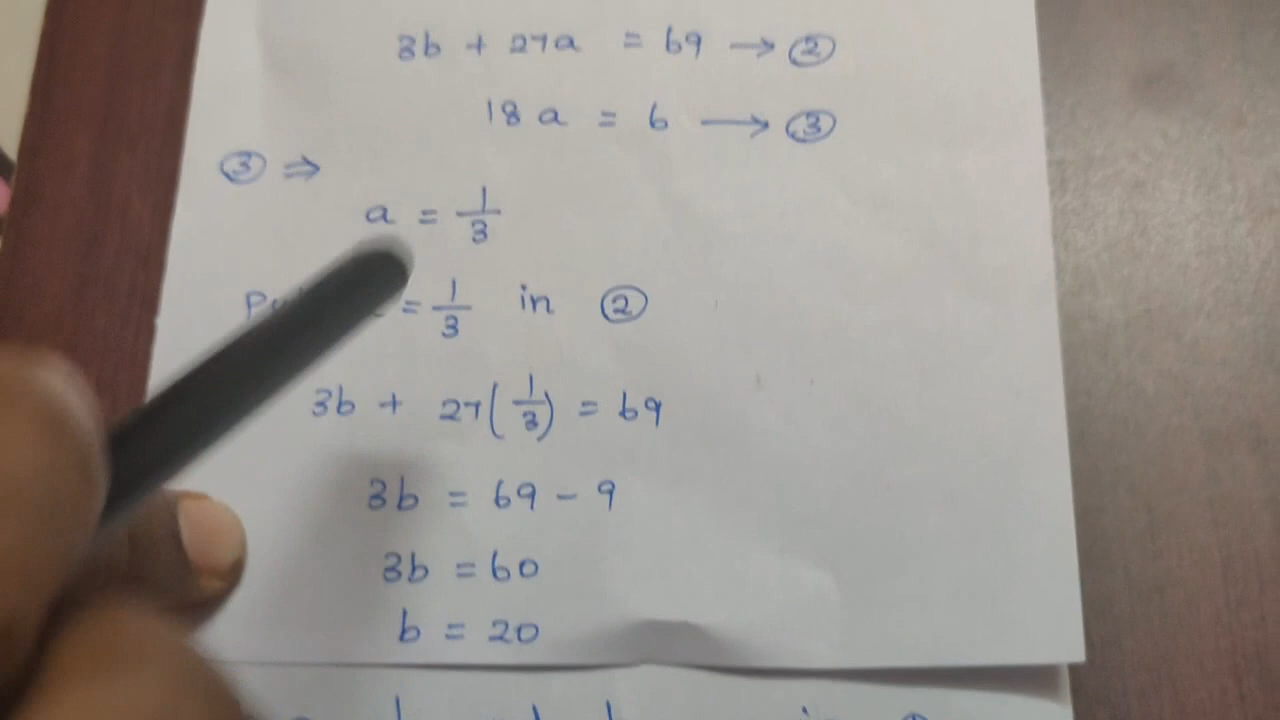 3b + 27a = 69 → ②
18a = 6 → ③
③ ⇒
a = 1/3
= 1/3 in ②
3b + 27(1/3) = 69
3b = 69 - 9
3b = 60
b = 20